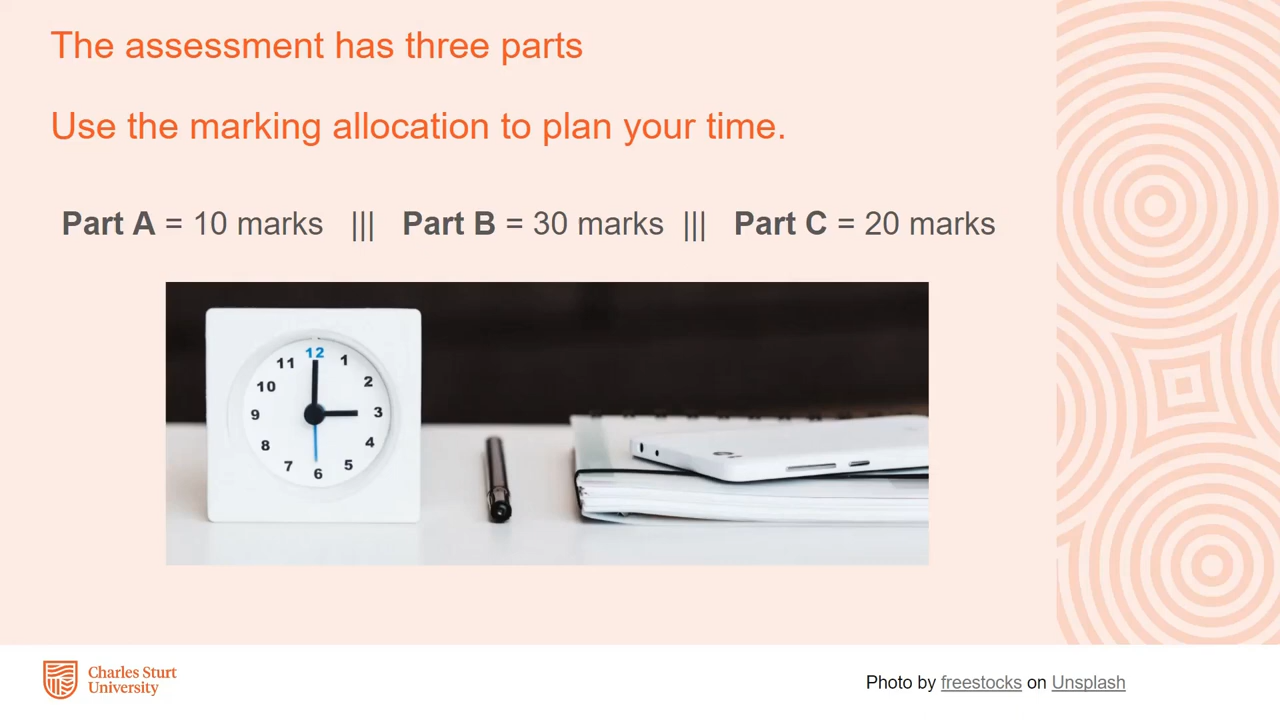 The assessment has three parts
Use the marking allocation to plan your time.
Part A = 10 marks ||| Part B = 30 marks ||| Part C = 20 marks
12
11 1
10 2
9 3
8 4
7 5
6
Charles Sturt
University
Photo by freestocks on Unsplash